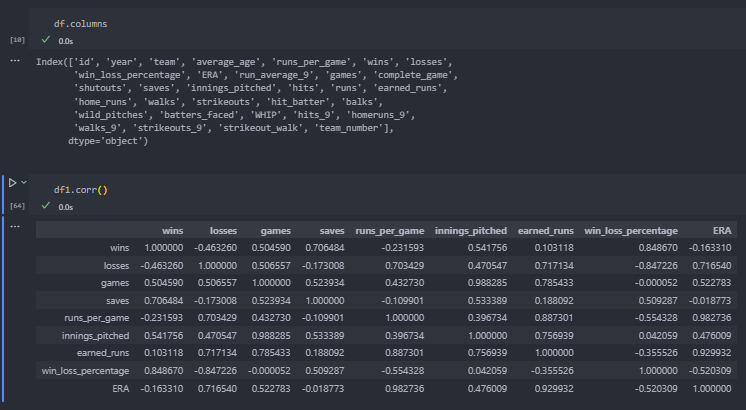 df.columns
[10]
0.0s
Index(['id', 'year', 'team', 'average_age', 'runs_per_game', 'wins', 'losses',
'win_loss_percentage', 'ERA', 'run_average_9', 'games', 'complete_game',
'shutouts', 'saves', 'innings_pitched', 'hits', 'runs', 'earned_runs',
'home_runs', 'walks', 'strikeouts', 'hit_batter', 'balks',
'wild_pitches', 'batters_faced', 'WHIP', 'hits_9', 'homeruns_9',
'walks_9', 'strikeouts_9', 'strikeout_walk', 'team_number'],
dtype='object')
df1.corr()
[64]
0.0s
wins losses games saves runs_per_game innings_pitched earned_runs win_loss_percentage ERA
wins 1.000000 -0.463260 0.504590 0.706484 -0.231593 0.541756 0.103118 0.848670 -0.163310
losses -0.463260 1.000000 0.506557 -0.173008 0.703429 0.470547 0.717134 -0.847226 0.716540
games 0.504590 0.506557 1.000000 0.523934 0.432730 0.988285 0.785433 -0.000052 0.522783
saves 0.706484 -0.173008 0.523934 1.000000 -0.109901 0.533389 0.188092 0.509287 -0.018773
runs_per_game -0.231593 0.703429 0.432730 -0.109901 1.000000 0.396734 0.887301 -0.554328 0.982736
innings_pitched 0.541756 0.470547 0.988285 0.533389 0.396734 1.000000 0.756939 0.042059 0.476009
earned_runs 0.103118 0.717134 0.785433 0.188092 0.887301 0.756939 1.000000 -0.355526 0.929932
win_loss_percentage 0.848670 -0.847226 -0.000052 0.509287 -0.554328 0.042059 -0.355526 1.000000 -0.520309
ERA -0.163310 0.716540 0.522783 -0.018773 0.982736 0.476009 0.929932 -0.520309 1.000000